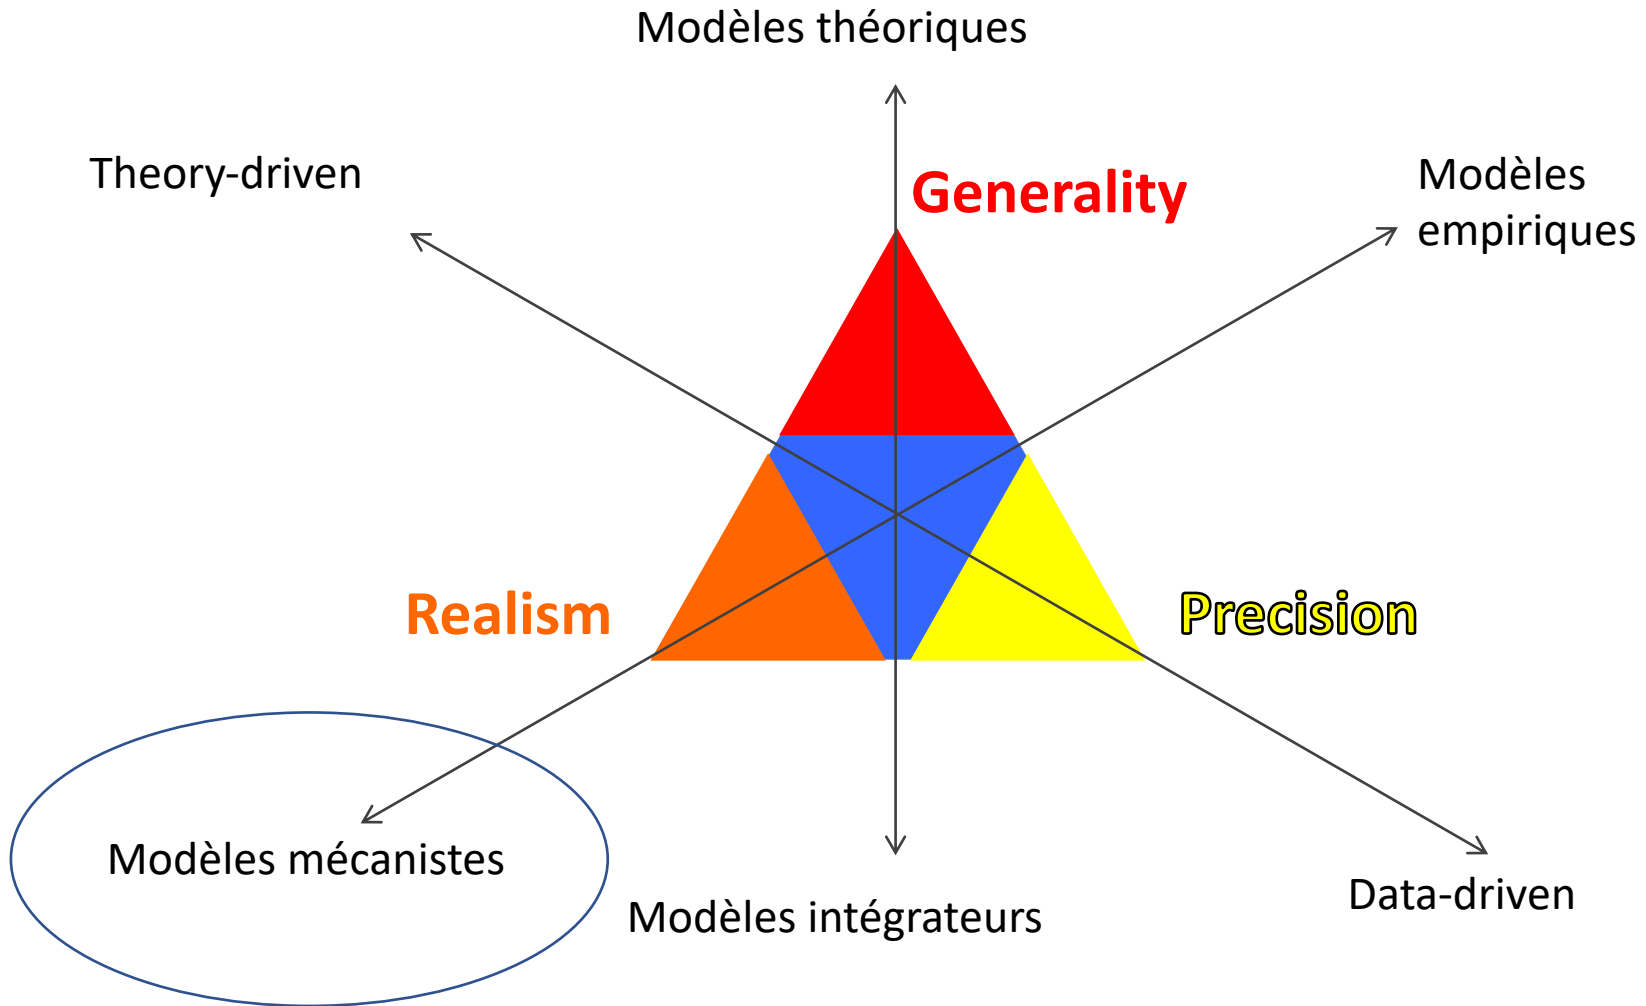 Modèles théoriques
Theory-driven
Generality
Modèles
empiriques
Realism
Precision
Modèles mécanistes
Modèles intégrateurs
Data-driven